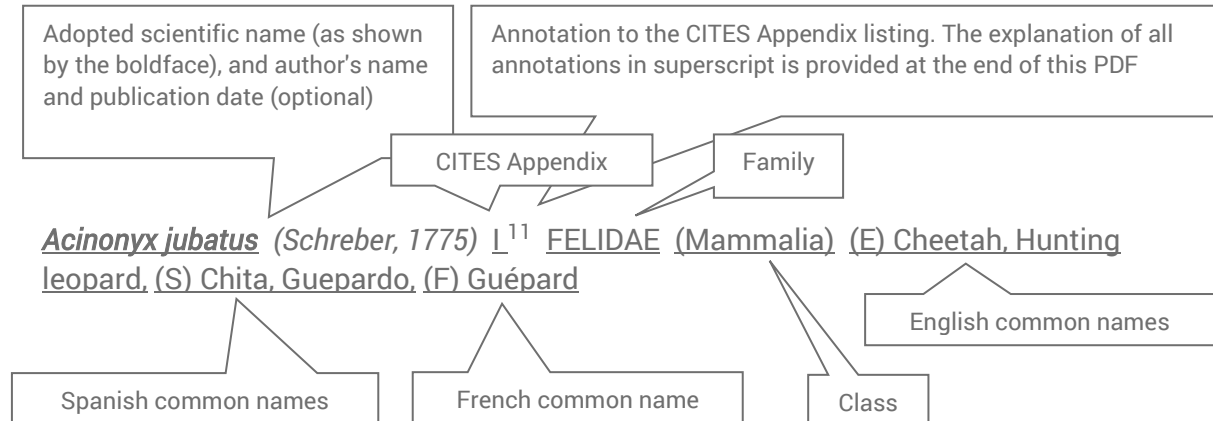 Adopted scientific name (as shown
by the boldface), and author's name
and publication date (optional)
Annotation to the CITES Appendix listing. The explanation of all
annotations in superscript is provided at the end of this PDF
CITES Appendix
Family
Acinonyx jubatus (Schreber, 1775) I 11 FELIDAE (Mammalia) (E) Cheetah, Hunting
leopard, (S) Chita, Guepardo, (F) Guépard
English common names
Spanish common names
French common name
Class